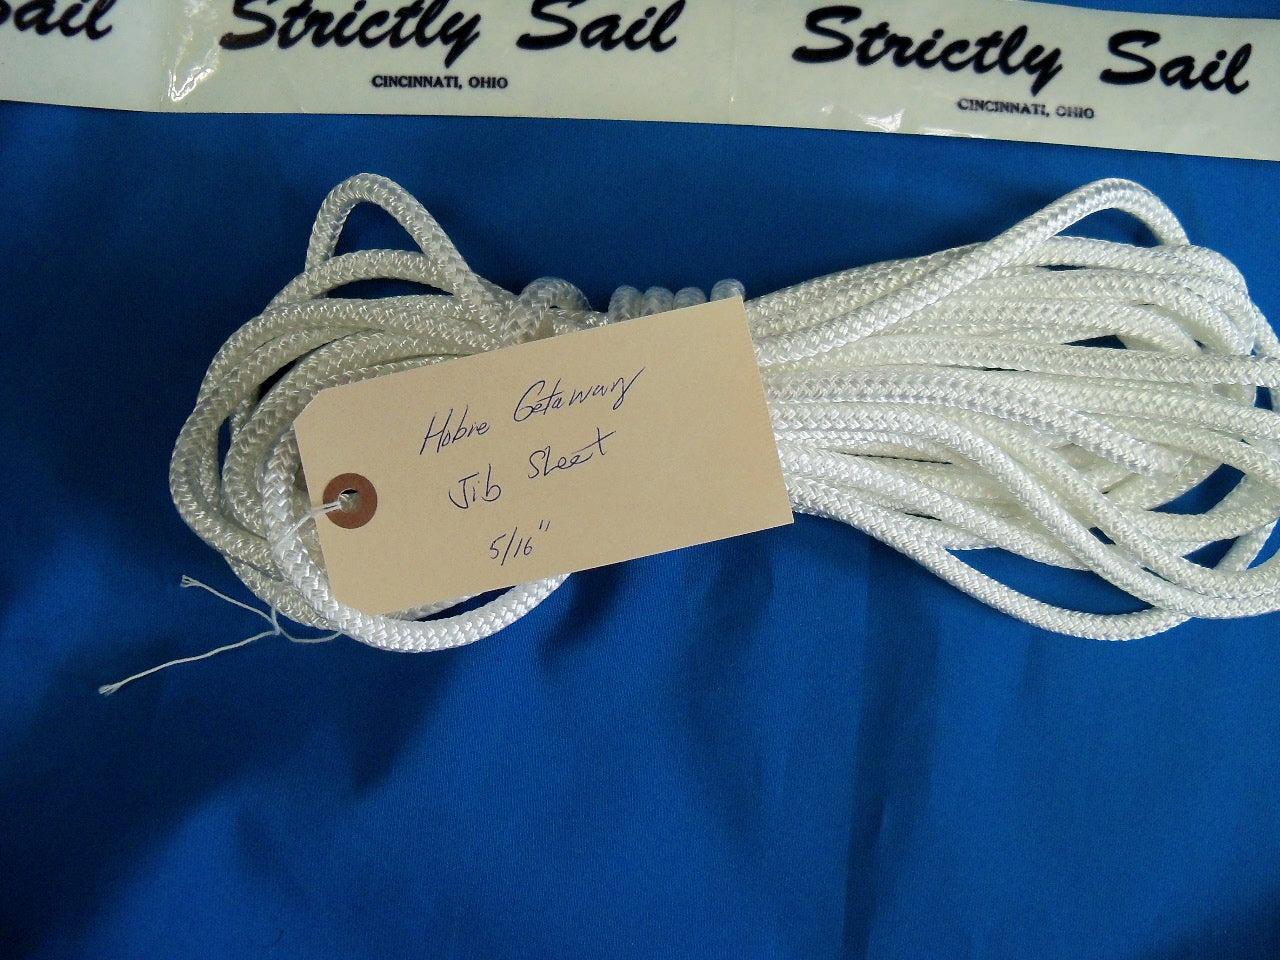 Sail
Strictly Sail
CINCINNATI, OHIO
Strictly Sail
CINCINNATI, OHIO
Hobie Getaway
Jib Sheet
5/16"